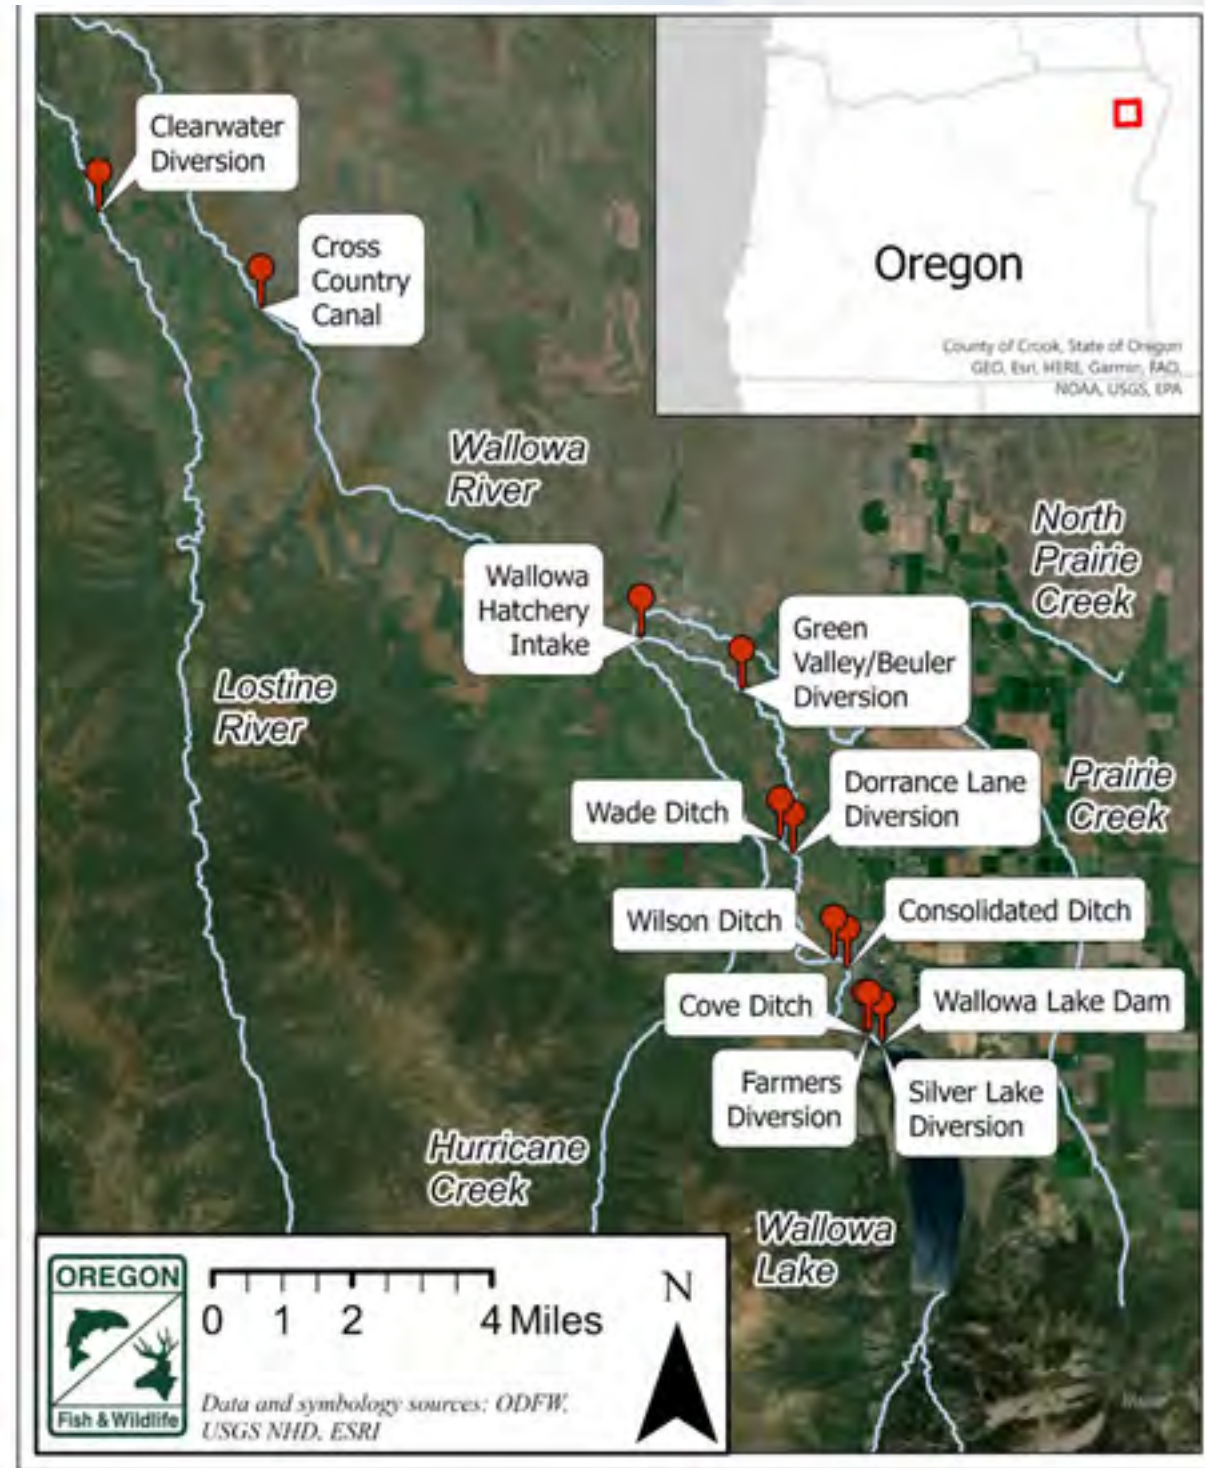 Clearwater
Diversion
Cross
Country
Canal
Oregon
County of Crook, State of Oregon
GEO, Esri, HERE, Garmin, FAO,
NOAA, USGS, EPA
Wallowa
River
North
Prairie
Creek
Wallowa
Hatchery
Intake
Green
Valley/Beuler
Diversion
Lostine
River
Prairie
Creek
Dorrance Lane
Diversion
Wade Ditch
Wilson Ditch
Consolidated Ditch
Cove Ditch
Wallowa Lake Dam
Farmers
Diversion
Silver Lake
Diversion
Hurricane
Creek
Wallowa
Lake
OREGON
Fish & Wildlife
0 1 2 4 Miles
N
Data and symbology sources: ODFW,
USGS NHD, ESRI